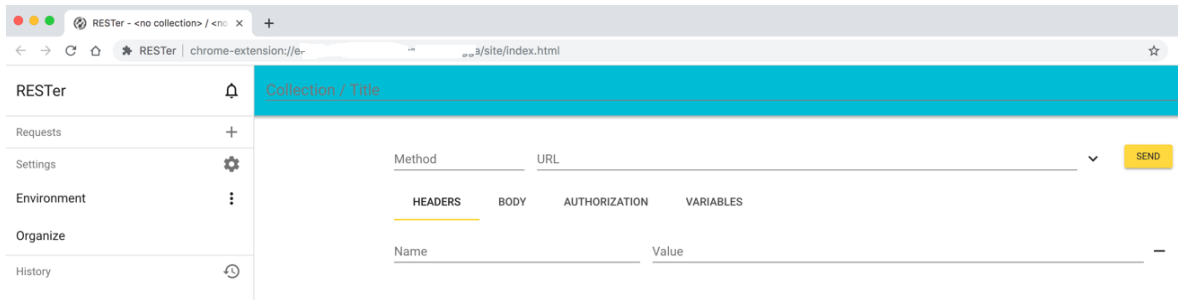 RESTer - <no collection> / <no
RESTer chrome-extension://e a/site/index.html
RESTer
Collection / Title
Requests
Settings
Environment
Organize
History
Method URL SEND
HEADERS BODY AUTHORIZATION VARIABLES
Name Value